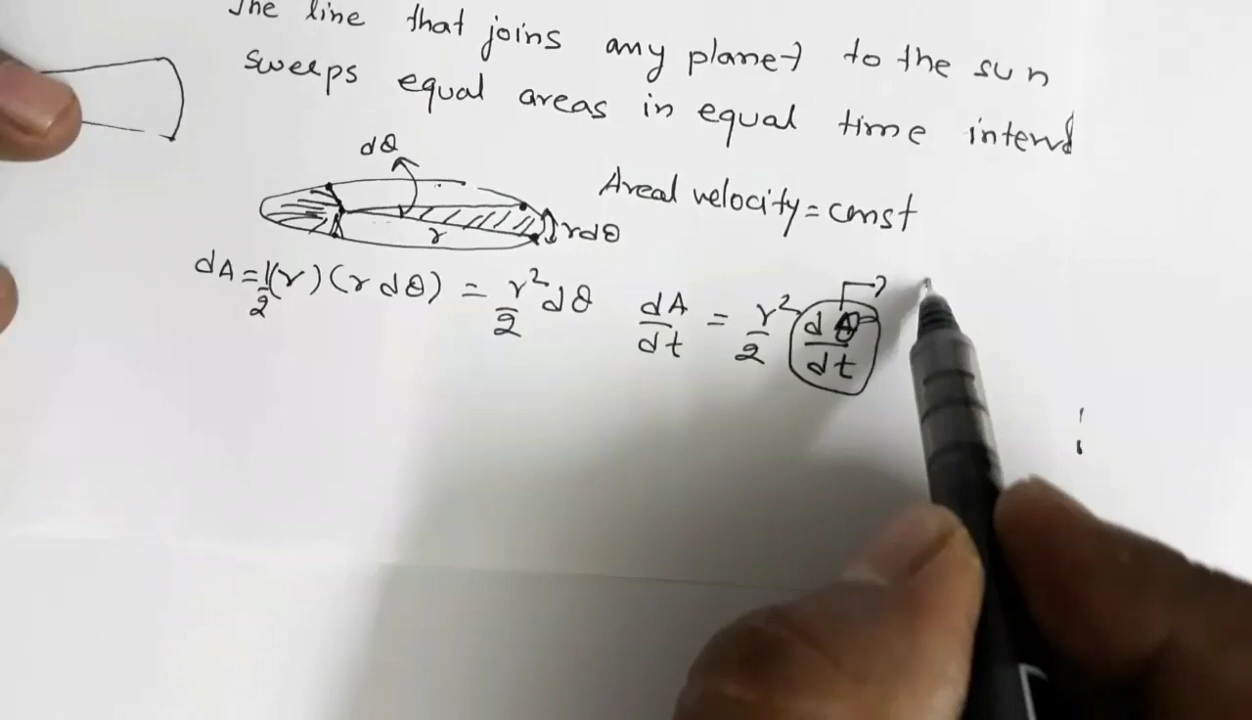 The line that joins any planet to the sun
sweeps equal areas in equal time interval
dθ
Areal velocity = const
r
rdθ
dA = 1/2 (r) (r dθ) = r²/2 dθ
dA/dt = r²/2 dθ/dt